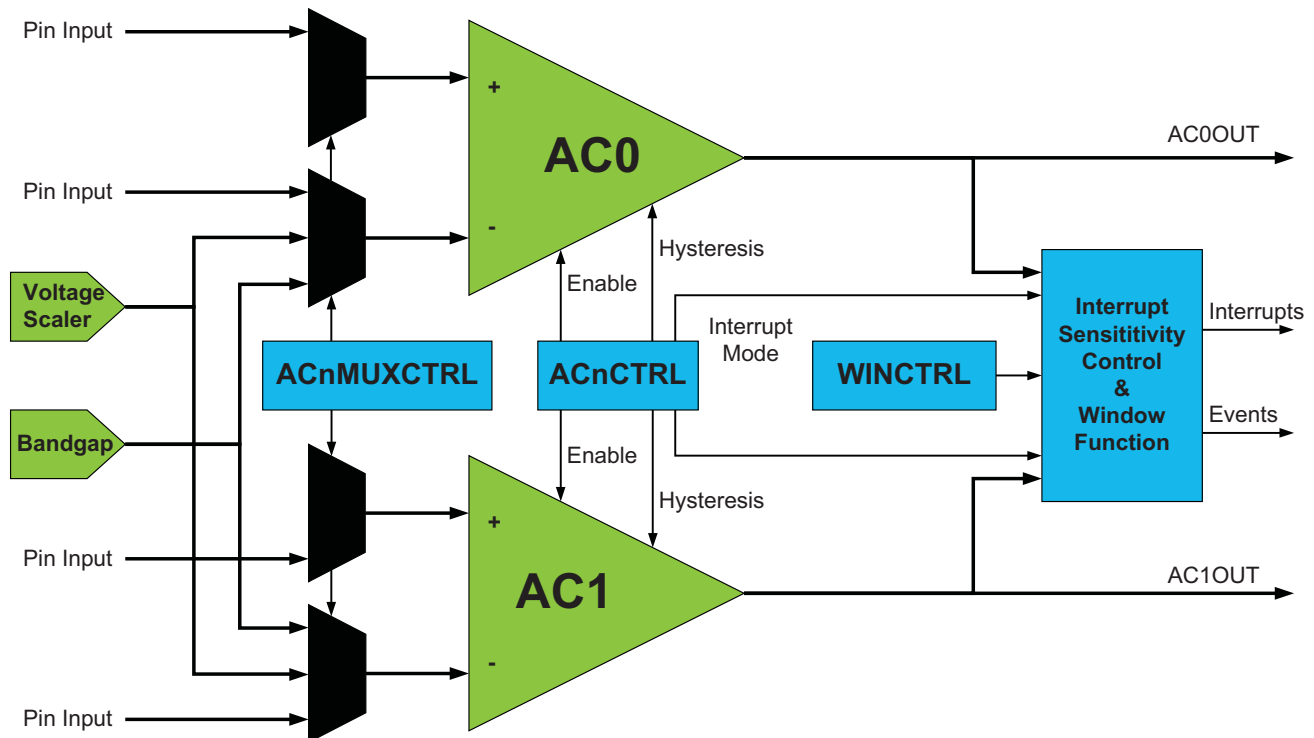 Pin Input
+
AC0
AC0OUT
Pin Input
-
Hysteresis
Enable
Voltage
Scaler
Interrupt
Mode
Interrupt
Sensititivity
Control
&
Window
Function
Interrupts
ACnMUXCTRL
ACnCTRL
WINCTRL
Bandgap
Events
Enable
Hysteresis
+
Pin Input
AC1
AC1OUT
-
Pin Input